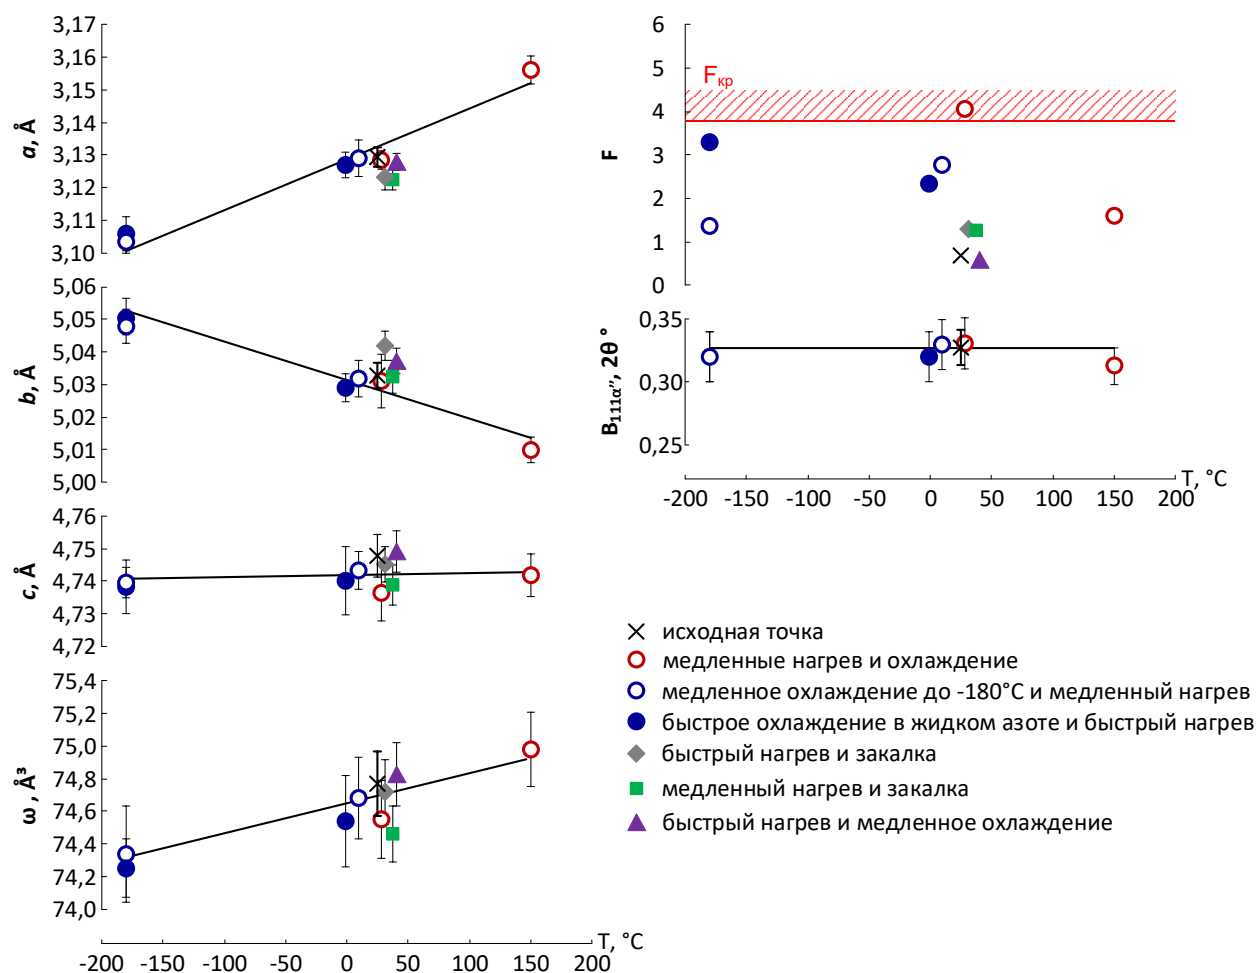 a, Å
3,17
3,16
3,15
3,14
3,13
3,12
3,11
3,10
b, Å
5,06
5,05
5,04
5,03
5,02
5,01
5,00
c, Å
4,76
4,75
4,74
4,73
4,72
ω, Å³
75,4
75,2
75,0
74,8
74,6
74,4
74,2
74,0
-200 -150 -100 -50 0 50 100 150 200
T, °C
F
6
5
4
3
2
1
0
Fкр
B111α″, 2θ °
0,35
0,30
0,25
-200 -150 -100 -50 0 50 100 150 200
T, °C
исходная точка
медленные нагрев и охлаждение
медленное охлаждение до -180°C и медленный нагрев
быстрое охлаждение в жидком азоте и быстрый нагрев
быстрый нагрев и закалка
медленный нагрев и закалка
быстрый нагрев и медленное охлаждение